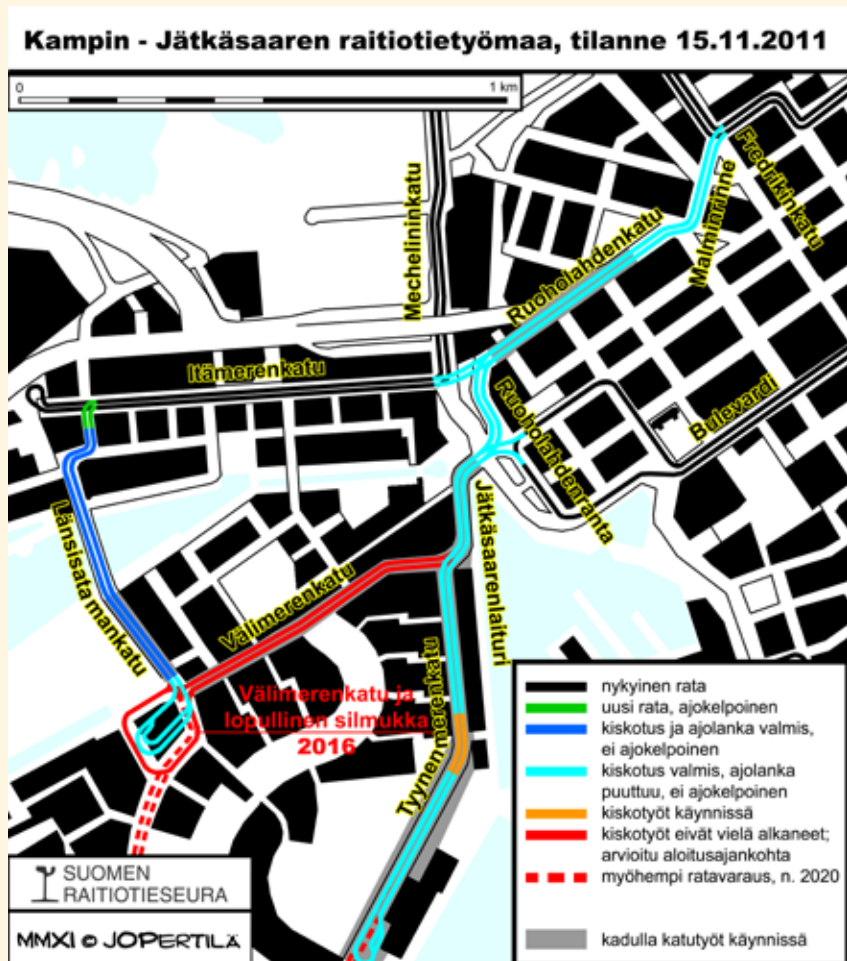 Kampin - Jätkäsaaren raitiotietyömaa, tilanne 15.11.2011
0
1 km
Fredrikinkatu
Malminrinne
Mechelininkatu
Ruoholahdenkatu
Itämerenkatu
Ruoholahdenranta
Bulevardi
Länsisatamankatu
Välimerenkatu
Jätkäsaarenlaituri
Tyynenmerenkatu
Välimerenkatu ja
lopullinen silmukka
2016
nykyinen rata
uusi rata, ajokelpoinen
kiskotus ja ajolanka valmis,
ei ajokelpoinen
kiskotus valmis, ajolanka
puuttuu, ei ajokelpoinen
kiskotyöt käynnissä
kiskotyöt eivät vielä alkaneet;
arvioitu aloitusajankohta
myöhempi ratavaraus, n. 2020
kadulla katutyöt käynnissä
SUOMEN
RAITIOTIESEURA
MMXI © JOPERTILÄ